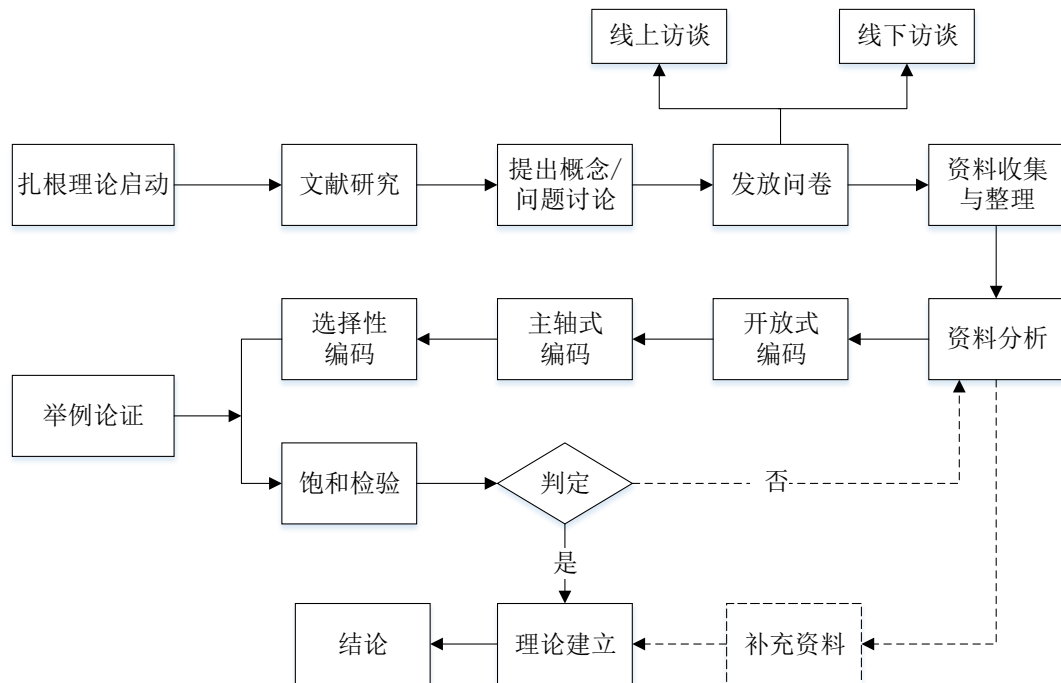 线上访谈
线下访谈
扎根理论启动
文献研究
提出概念/
问题讨论
发放问卷
资料收集
与整理
选择性
编码
主轴式
编码
开放式
编码
资料分析
举例论证
饱和检验
判定
否
是
结论
理论建立
补充资料